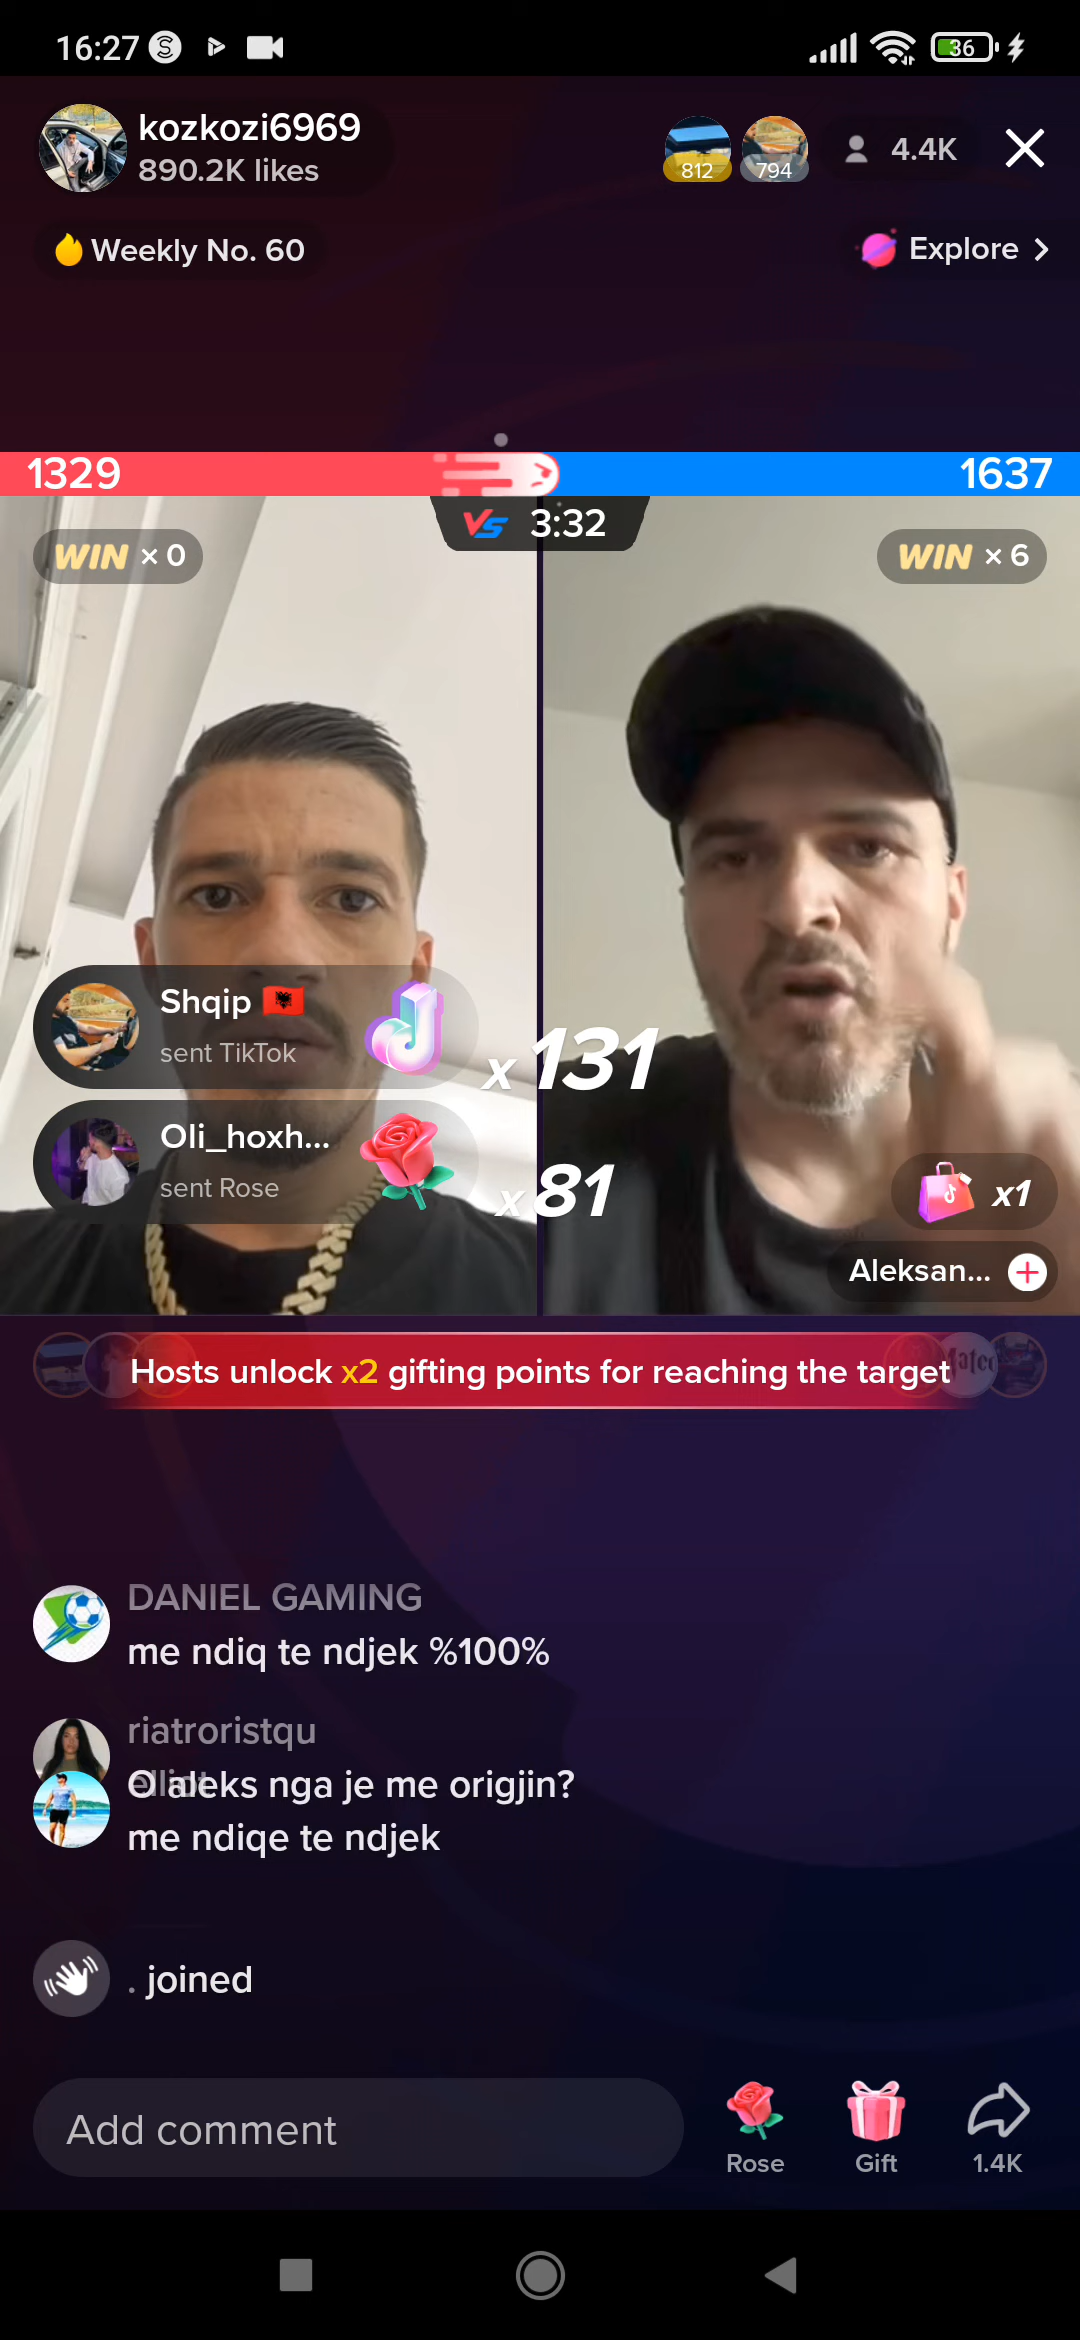 16:27
36
kozkozi6969
890.2K likes
812
794
4.4K
Weekly No. 60
Explore
1329
1637
VS 3:32
WIN × 0
WIN × 6
Shqip
sent TikTok
x 131
Oli_hoxh...
sent Rose
x 81
x1
Aleksan...
Hosts unlock x2 gifting points for reaching the target
DANIEL GAMING
me ndiq te ndjek %100%
riatroristqu
O aleks nga je me origjin?
me ndiqe te ndjek
. joined
Add comment
Rose
Gift
1.4K